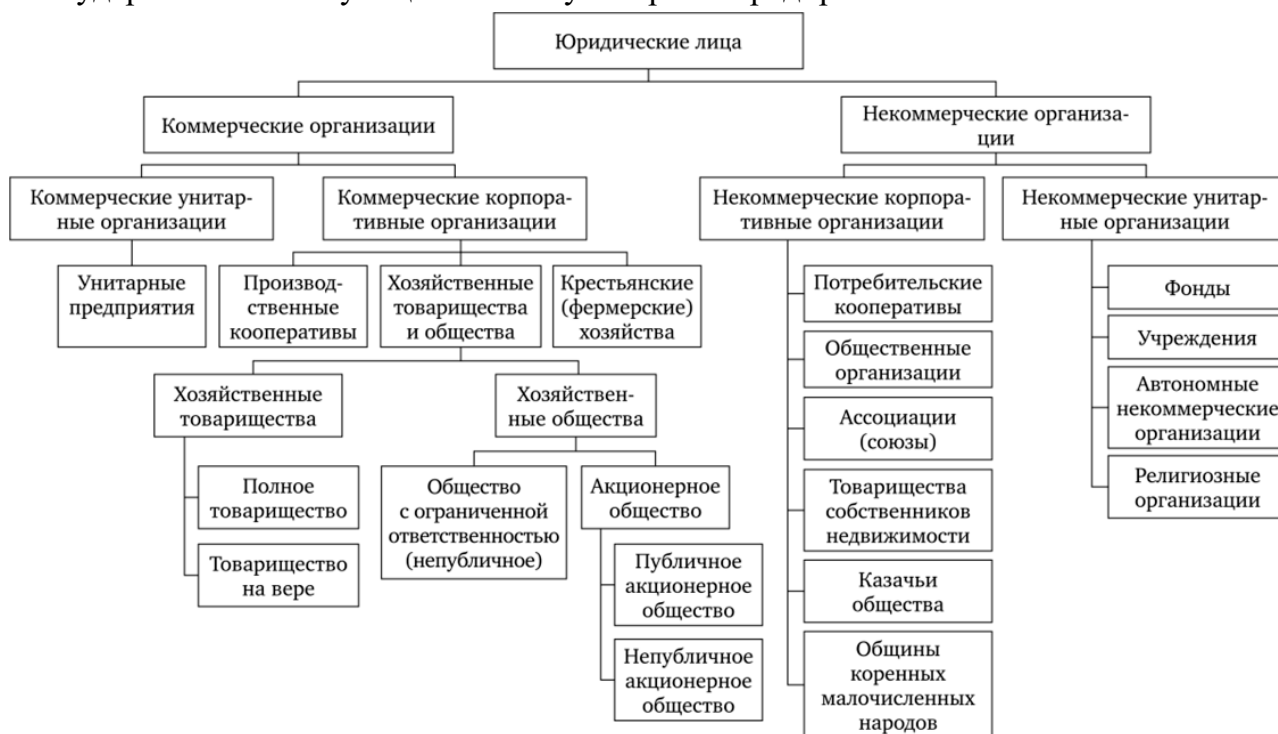 Юридические лица
Коммерческие организации
Некоммерческие организа-
ции
Коммерческие унитар-
ные организации
Коммерческие корпора-
тивные организации
Некоммерческие корпора-
тивные организации
Некоммерческие унитар-
ные организации
Унитарные
предприятия
Производ-
ственные
кооперативы
Хозяйственные
товарищества
и общества
Крестьянские
(фермерские)
хозяйства
Хозяйственные
товарищества
Хозяйствен-
ные общества
Полное
товарищество
Товарищество
на вере
Общество
с ограниченной
ответственностью
(непубличное)
Акционерное
общество
Публичное
акционерное
общество
Непубличное
акционерное
общество
Потребительские
кооперативы
Общественные
организации
Ассоциации
(союзы)
Товарищества
собственников
недвижимости
Казачьи
общества
Общины
коренных
малочисленных
народов
Фонды
Учреждения
Автономные
некоммерческие
организации
Религиозные
организации